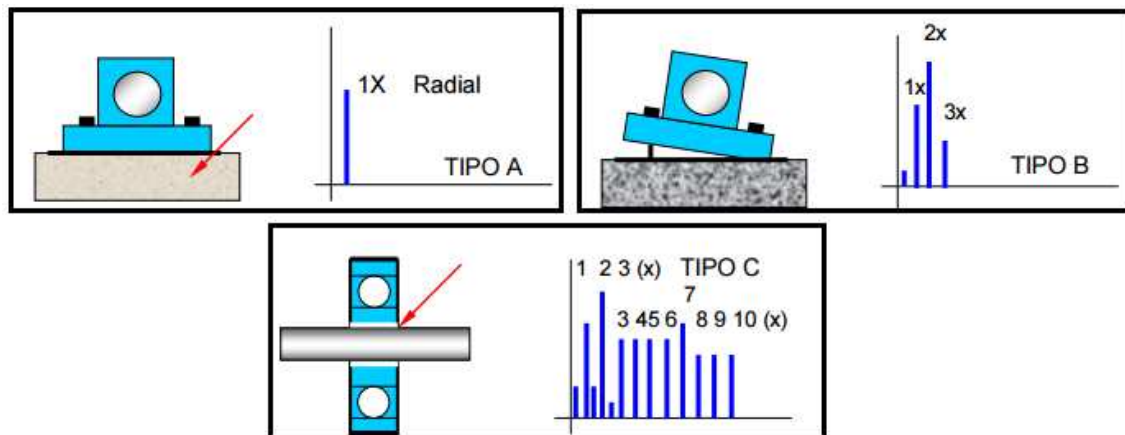 1X Radial
TIPO A
2x
1x
3x
TIPO B
1 2 3 (x) TIPO C
7
3 45 6 8 9 10 (x)